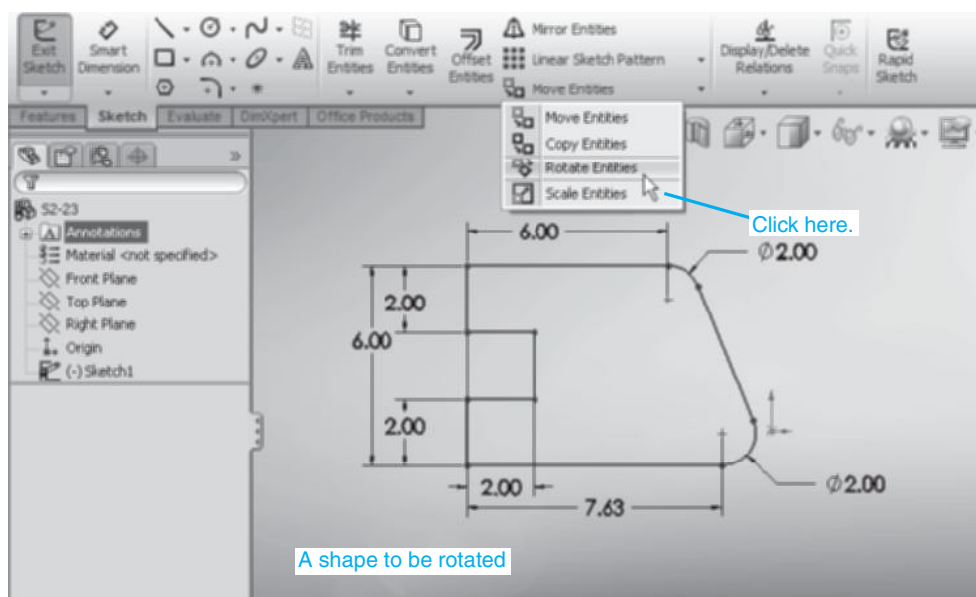 Exit Sketch
Smart Dimension
Trim Entities
Convert Entities
Offset Entities
Mirror Entities
Linear Sketch Pattern
Move Entities
Display/Delete Relations
Quick Snaps
Rapid Sketch
Features Sketch Evaluate DimXpert Office Products
Move Entities
Copy Entities
Rotate Entities
Scale Entities
Click here.
S2-23
A Annotations
Material <not specified>
Front Plane
Top Plane
Right Plane
Origin
(-) Sketch1
6.00
∅2.00
2.00
6.00
2.00
2.00
7.63
∅2.00
A shape to be rotated